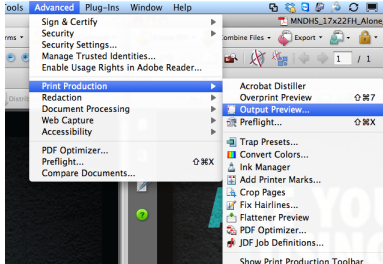 Tools Advanced Plug-Ins Window Help
MNDHS_17x22FH_Alone
Sign & Certify
Security
Security Settings...
Manage Trusted Identities...
Enable Usage Rights in Adobe Reader...
Combine Files Export
1 / 1
Print Production
Redaction
Document Processing
Web Capture
Accessibility
PDF Optimizer...
Preflight... ⇧⌘X
Compare Documents...
Acrobat Distiller
Overprint Preview ⇧⌘7
Output Preview...
Preflight... ⇧⌘X
Trap Presets...
Convert Colors...
Ink Manager
Add Printer Marks...
Crop Pages
Fix Hairlines...
Flattener Preview
PDF Optimizer...
JDF Job Definitions...
Show Print Production Toolbar